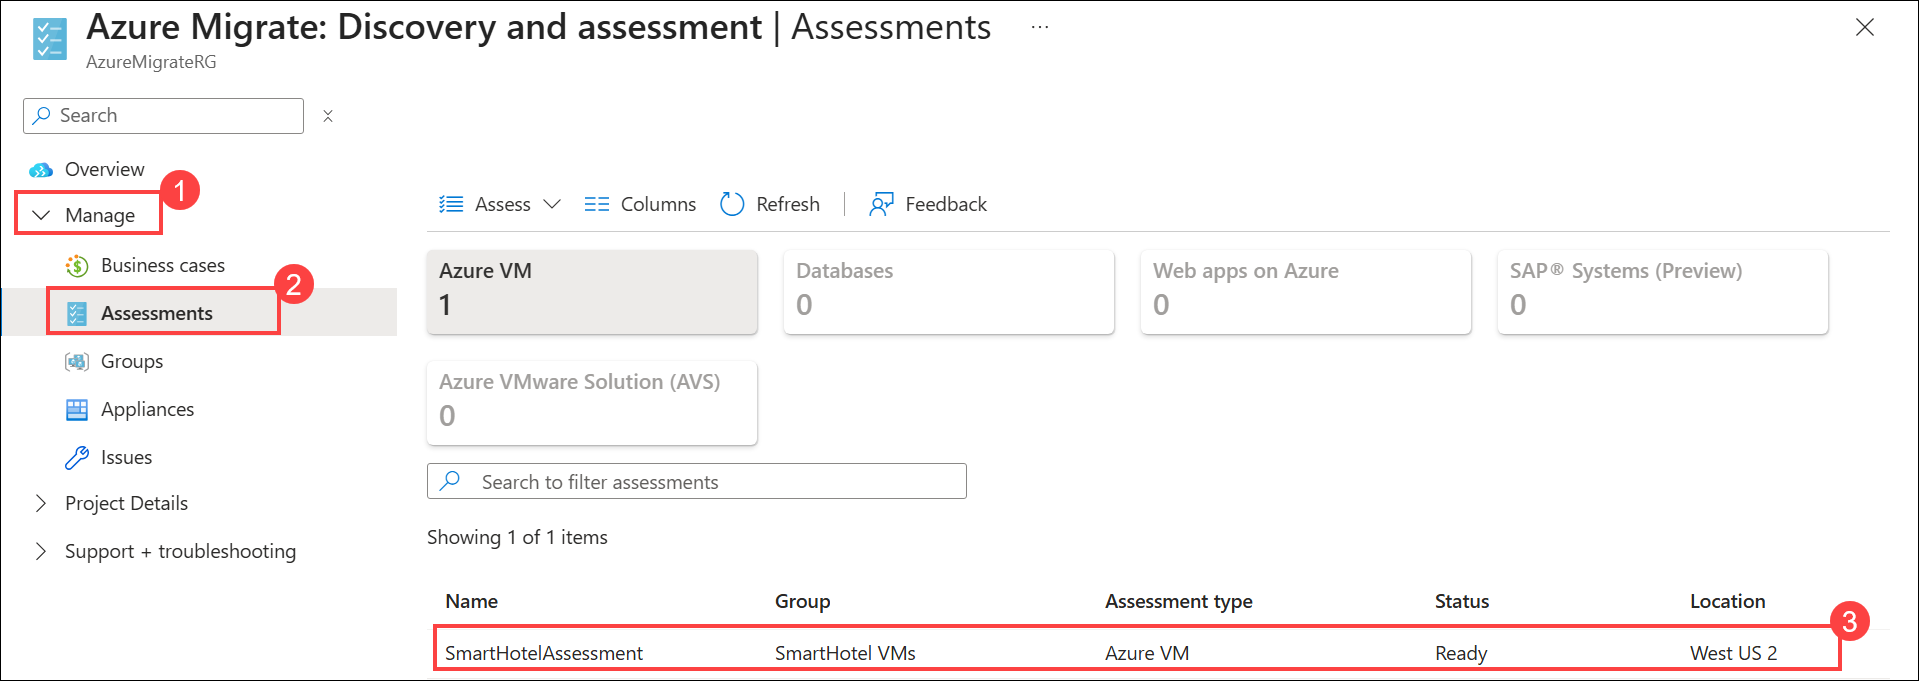 Azure Migrate: Discovery and assessment | Assessments ...
AzureMigrateRG
Search
Overview
1
Manage
Business cases
2
Assessments
Groups
Appliances
Issues
Project Details
Support + troubleshooting
Assess Columns Refresh Feedback
Azure VM Databases Web apps on Azure SAP® Systems (Preview)
1 0 0 0
Azure VMware Solution (AVS)
0
Search to filter assessments
Showing 1 of 1 items
Name Group Assessment type Status Location
3
SmartHotelAssessment SmartHotel VMs Azure VM Ready West US 2